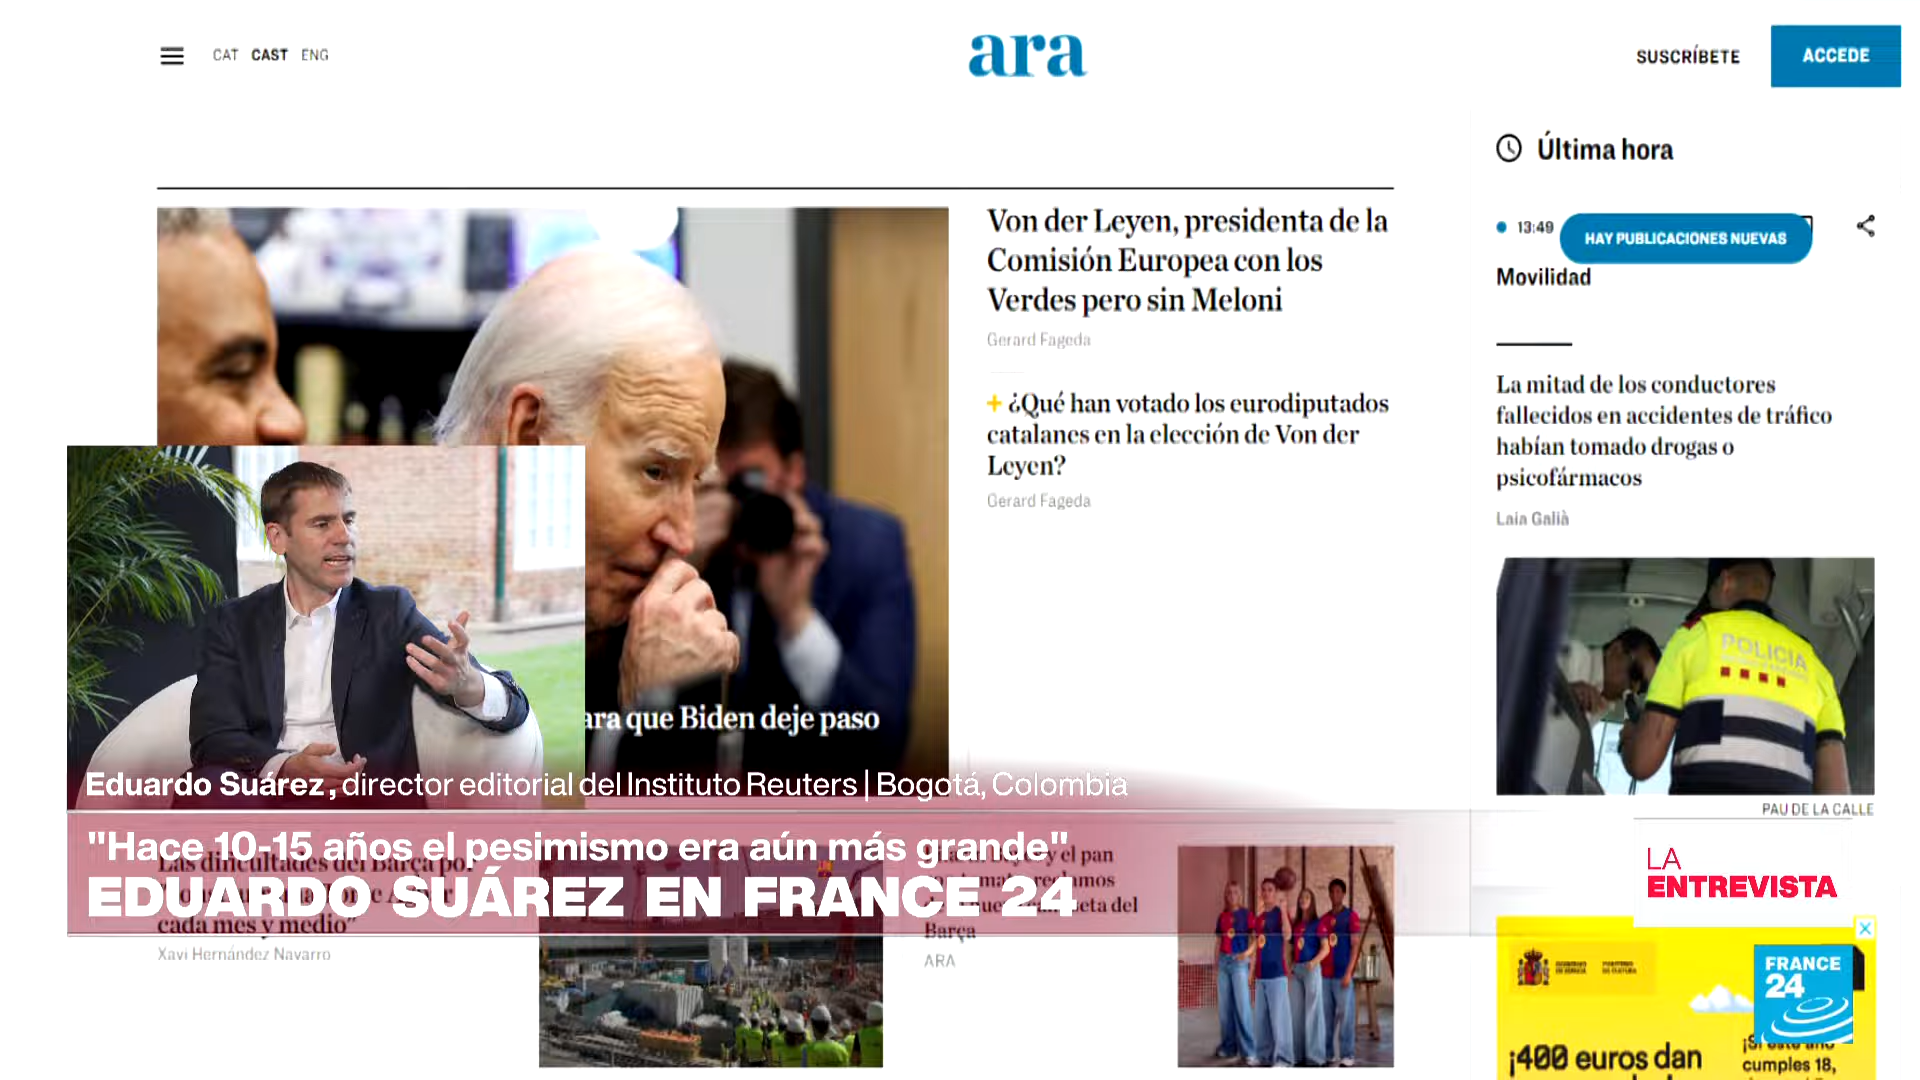 CAT CAST ENG
ara
SUSCRÍBETE
ACCEDE
Última hora
13:49
HAY PUBLICACIONES NUEVAS
Movilidad
La mitad de los conductores
fallecidos en accidentes de tráfico
habían tomado drogas o
psicofármacos
Laia Galià
POLICIA
PAU DE LA CALLE
Von der Leyen, presidenta de la
Comisión Europea con los
Verdes pero sin Meloni
Gerard Fageda
+ ¿Qué han votado los eurodiputados
catalanes en la elección de Von der
Leyen?
Gerard Fageda
que Biden deje paso
Eduardo Suárez, director editorial del Instituto Reuters | Bogotá, Colombia
"Hace 10-15 años el pesimismo era aún más grande"
EDUARDO SUÁREZ EN FRANCE 24
LA
ENTREVISTA
Las dificultades del Barça por
cada mes y medio"
Xavi Hernández Navarro
y el pan
del
Barça
ARA
FRANCE
24
¡400 euros dan
¡Si este año
cumples 18,